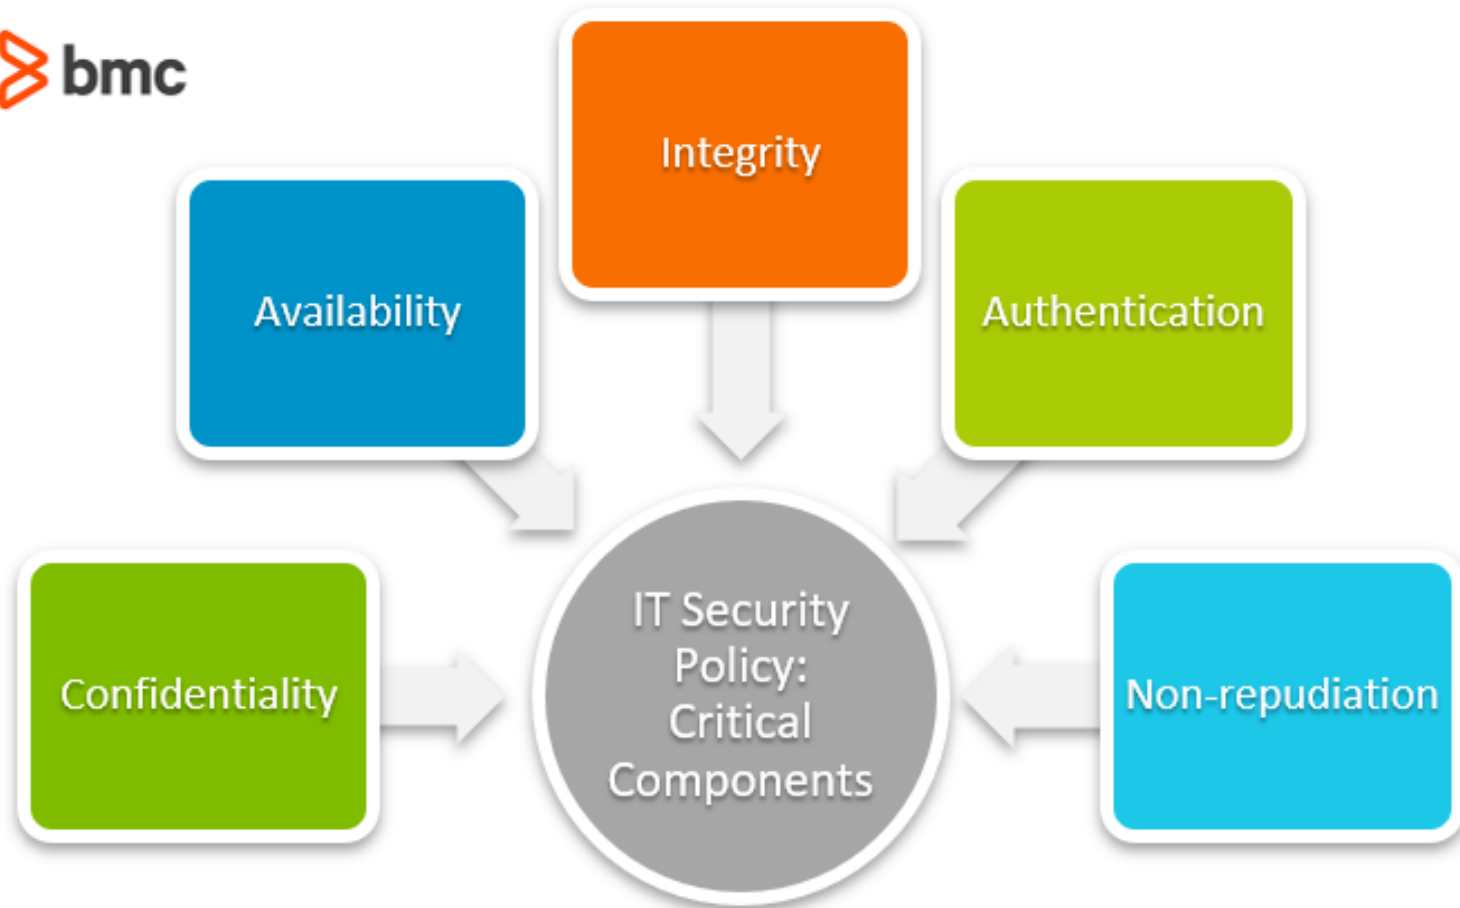 bmc
Integrity
Availability
Authentication
Confidentiality
IT Security
Policy:
Critical
Components
Non-repudiation